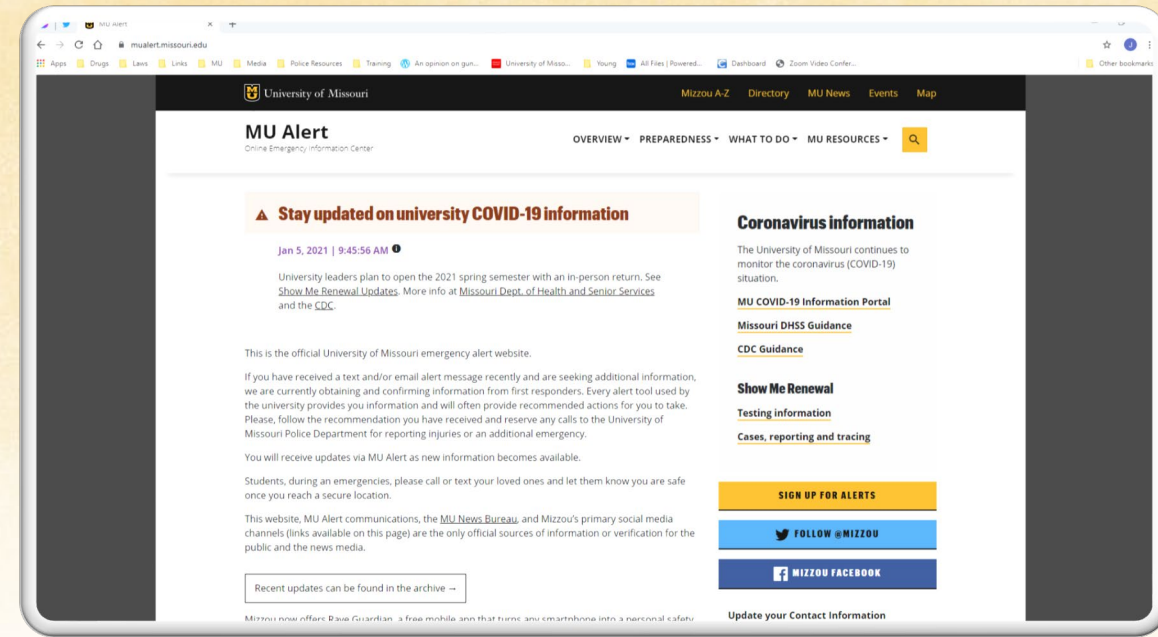 MU Alert
mualert.missouri.edu
Apps Drugs Laws Links MU Media Police Resources Training An opinion on gun... University of Misso... Young All Files | Powered... Dashboard Zoom Video Confer... Other bookmarks
University of Missouri
Mizzou A-Z Directory MU News Events Map
MU Alert
Online Emergency Information Center
OVERVIEW PREPAREDNESS WHAT TO DO MU RESOURCES
Stay updated on university COVID-19 information
Jan 5, 2021 | 9:45:56 AM
University leaders plan to open the 2021 spring semester with an in-person return. See
Show Me Renewal Updates. More info at Missouri Dept. of Health and Senior Services
and the CDC.
This is the official University of Missouri emergency alert website.
If you have received a text and/or email alert message recently and are seeking additional information,
we are currently obtaining and confirming information from first responders. Every alert tool used by
the university provides you information and will often provide recommended actions for you to take.
Please, follow the recommendation you have received and reserve any calls to the University of
Missouri Police Department for reporting injuries or an additional emergency.
You will receive updates via MU Alert as new information becomes available.
Students, during an emergencies, please call or text your loved ones and let them know you are safe
once you reach a secure location.
This website, MU Alert communications, the MU News Bureau, and Mizzou's primary social media
channels (links available on this page) are the only official sources of information or verification for the
public and the news media.
Recent updates can be found in the archive →
Mizzou now offers Rave Guardian, a free mobile app that turns any smartphone into a personal safety
Coronavirus information
The University of Missouri continues to
monitor the coronavirus (COVID-19)
situation.
MU COVID-19 Information Portal
Missouri DHSS Guidance
CDC Guidance
Show Me Renewal
Testing information
Cases, reporting and tracing
SIGN UP FOR ALERTS
FOLLOW @MIZZOU
MIZZOU FACEBOOK
Update your Contact Information